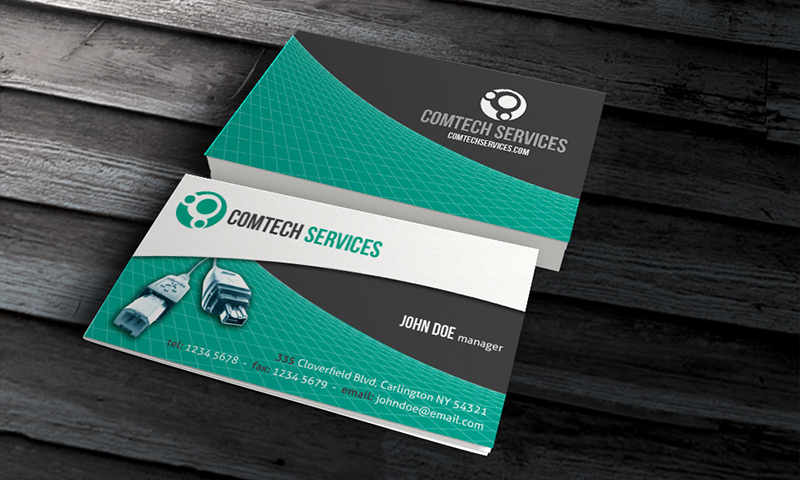 COMTECH SERVICES
COMTECHSERVICES.COM
COMTECH SERVICES
JOHN DOE manager
335 Cloverfield Blvd, Carlington NY 54321
tel: 1234 5678 - fax: 1234 5679 - email: johndoe@email.com